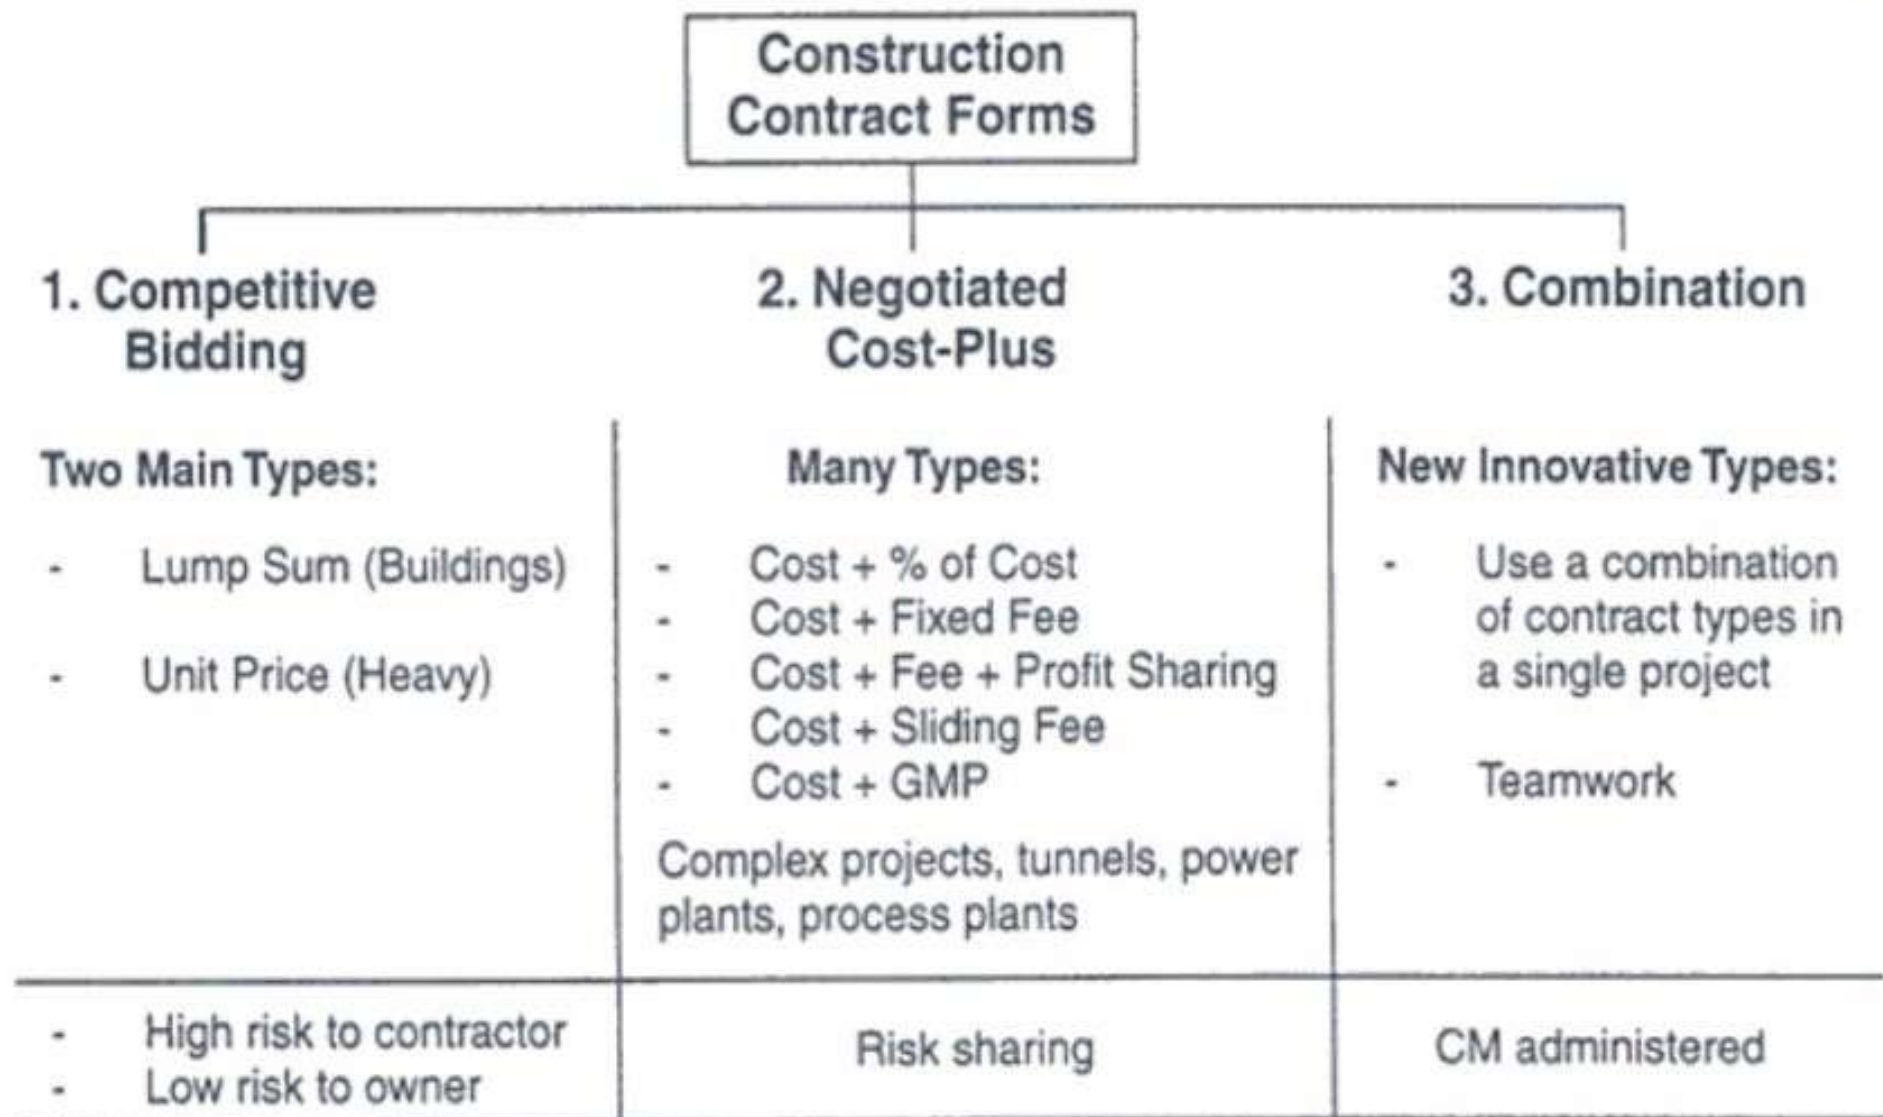 Construction
Contract Forms
1. Competitive
Bidding
2. Negotiated
Cost-Plus
3. Combination
Two Main Types:
- Lump Sum (Buildings)
- Unit Price (Heavy)
Many Types:
- Cost + % of Cost
- Cost + Fixed Fee
- Cost + Fee + Profit Sharing
- Cost + Sliding Fee
- Cost + GMP
Complex projects, tunnels, power
plants, process plants
New Innovative Types:
- Use a combination
of contract types in
a single project
- Teamwork
- High risk to contractor
- Low risk to owner
Risk sharing
CM administered